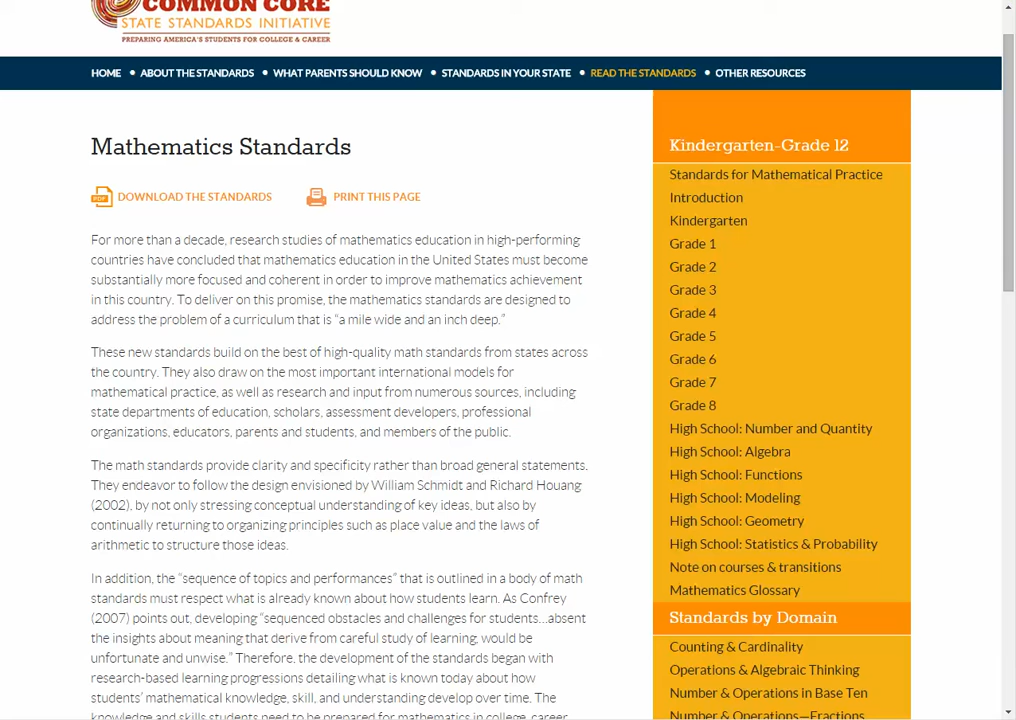 COMMON CORE
STATE STANDARDS INITIATIVE
PREPARING AMERICA'S STUDENTS FOR COLLEGE & CAREER
HOME • ABOUT THE STANDARDS • WHAT PARENTS SHOULD KNOW • STANDARDS IN YOUR STATE • READ THE STANDARDS • OTHER RESOURCES
Mathematics Standards
PDF DOWNLOAD THE STANDARDS PRINT THIS PAGE
For more than a decade, research studies of mathematics education in high-performing
countries have concluded that mathematics education in the United States must become
substantially more focused and coherent in order to improve mathematics achievement
in this country. To deliver on this promise, the mathematics standards are designed to
address the problem of a curriculum that is “a mile wide and an inch deep.”
These new standards build on the best of high-quality math standards from states across
the country. They also draw on the most important international models for
mathematical practice, as well as research and input from numerous sources, including
state departments of education, scholars, assessment developers, professional
organizations, educators, parents and students, and members of the public.
The math standards provide clarity and specificity rather than broad general statements.
They endeavor to follow the design envisioned by William Schmidt and Richard Houang
(2002), by not only stressing conceptual understanding of key ideas, but also by
continually returning to organizing principles such as place value and the laws of
arithmetic to structure those ideas.
In addition, the “sequence of topics and performances” that is outlined in a body of math
standards must respect what is already known about how students learn. As Confrey
(2007) points out, developing “sequenced obstacles and challenges for students…absent
the insights about meaning that derive from careful study of learning, would be
unfortunate and unwise.” Therefore, the development of the standards began with
research-based learning progressions detailing what is known today about how
students’ mathematical knowledge, skill, and understanding develop over time. The
knowledge and skills students need to be prepared for mathematics in college, career,
Kindergarten-Grade 12
Standards for Mathematical Practice
Introduction
Kindergarten
Grade 1
Grade 2
Grade 3
Grade 4
Grade 5
Grade 6
Grade 7
Grade 8
High School: Number and Quantity
High School: Algebra
High School: Functions
High School: Modeling
High School: Geometry
High School: Statistics & Probability
Note on courses & transitions
Mathematics Glossary
Standards by Domain
Counting & Cardinality
Operations & Algebraic Thinking
Number & Operations in Base Ten
Number & Operations—Fractions